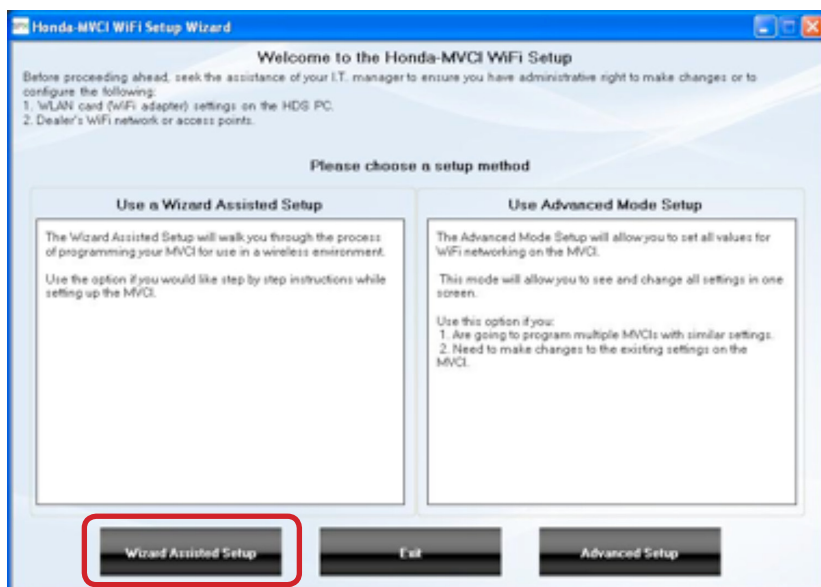 Honda-MVCI WiFi Setup Wizard
Welcome to the Honda-MVCI WiFi Setup
Before proceeding ahead, seek the assistance of your I.T. manager to ensure you have administrative right to make changes or to
configure the following:
1. WLAN card (WiFi adapter) settings on the HDS PC.
2. Dealer's WiFi network or access points.
Please choose a setup method
Use a Wizard Assisted Setup
The Wizard Assisted Setup will walk you through the process
of programming your MVCI for use in a wireless environment.
Use the option if you would like step by step instructions while
setting up the MVCI.
Use Advanced Mode Setup
The Advanced Mode Setup will allow you to set all values for
WiFi networking on the MVCI.
This mode will allow you to see and change all settings in one
screen.
Use this option if you:
1. Are going to program multiple MVCIs with similar settings.
2. Need to make changes to the existing settings on the
MVCI.
Wizard Assisted Setup
Exit
Advanced Setup